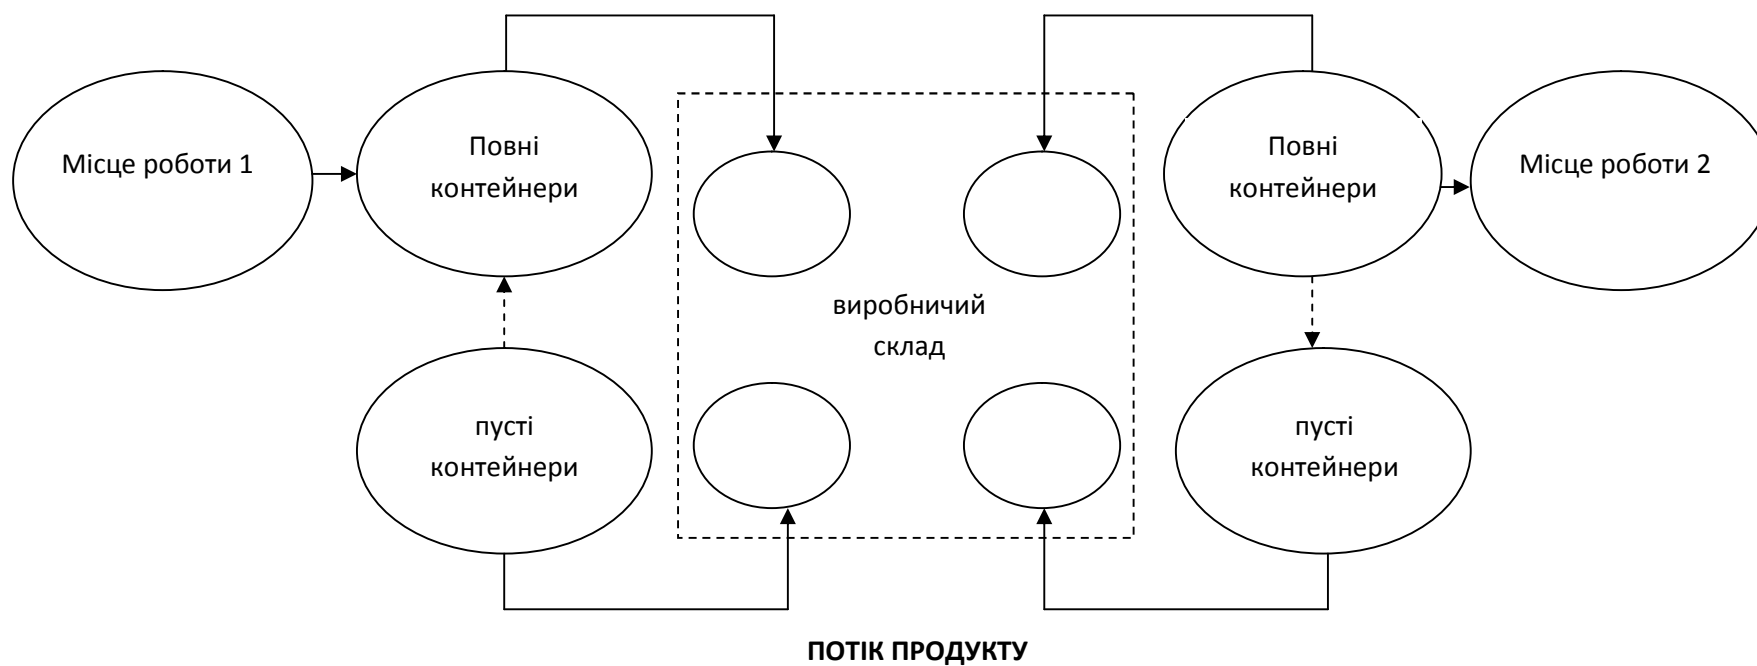 Місце роботи 1
Повні
контейнери
Повні
контейнери
Місце роботи 2
виробничий
склад
пусті
контейнери
пусті
контейнери
ПОТІК ПРОДУКТУ